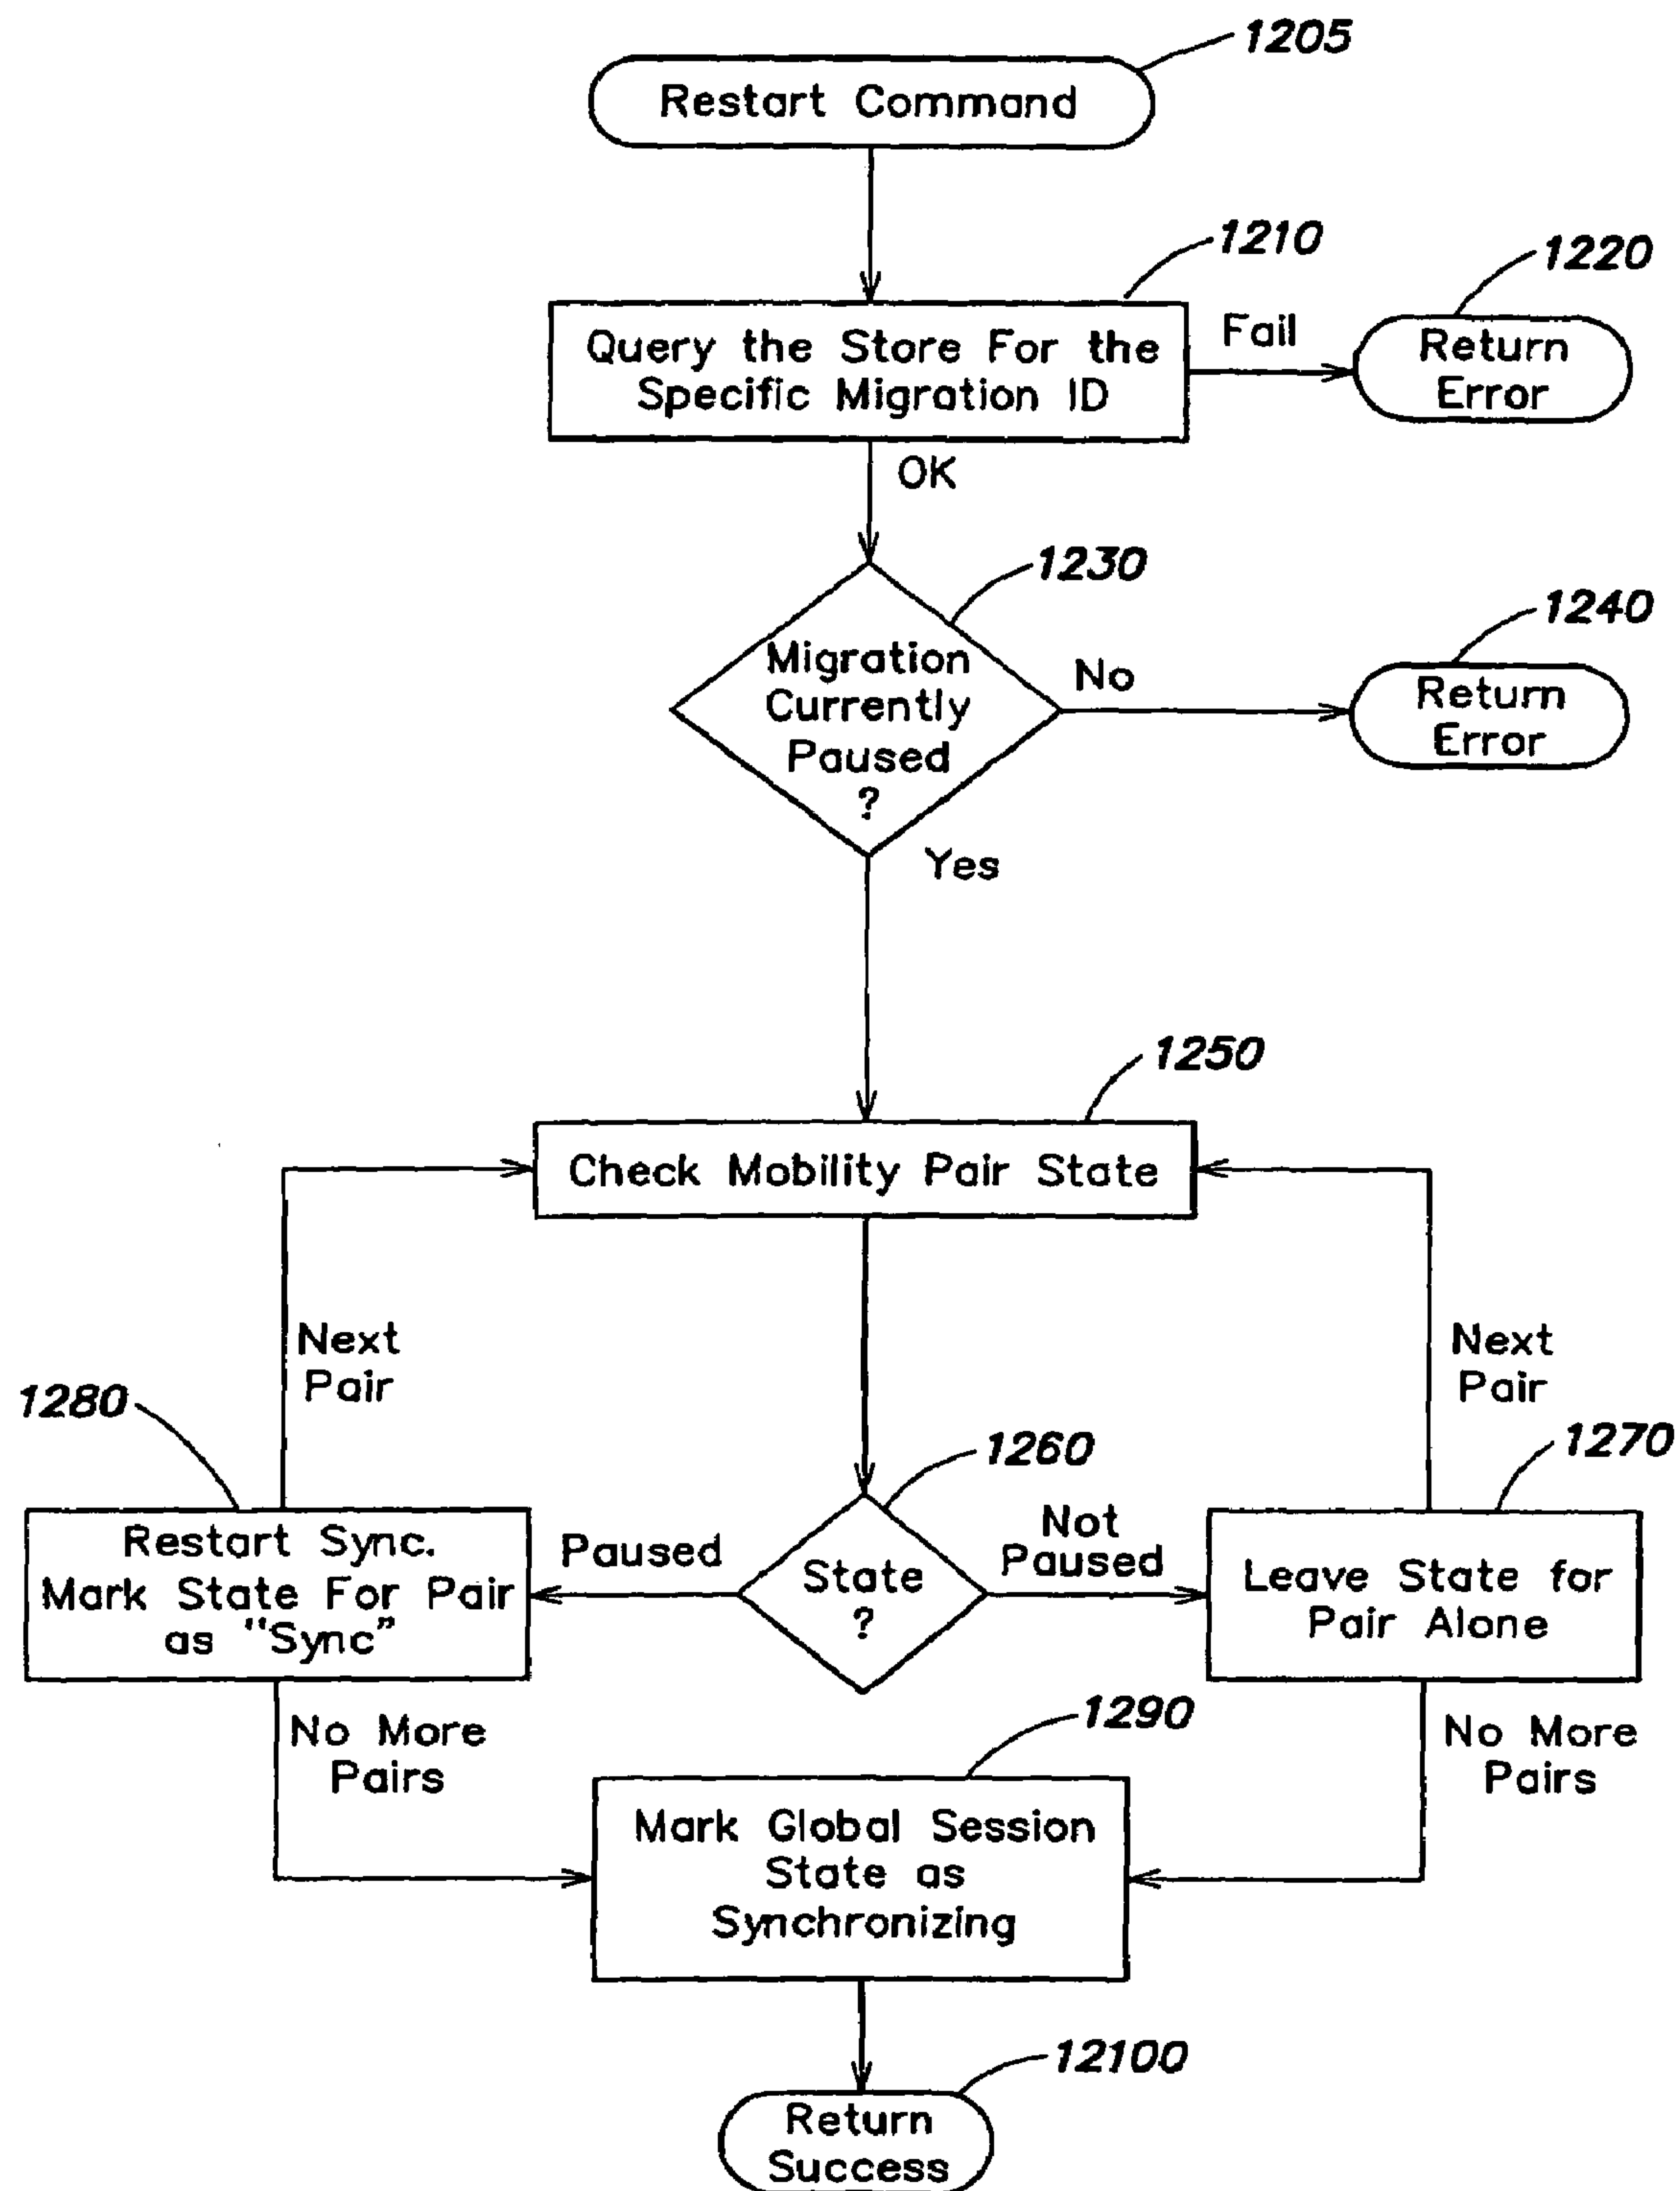 1205
Restart Command
1210
1220
Query the Store For the
Specific Migration ID
Fail
Return
Error
OK
1230
1240
Migration
Currently
Paused
?
No
Return
Error
Yes
1250
Check Mobility Pair State
Next
Pair
Next
Pair
1280
1260
1270
Restart Sync.
Mark State For Pair
as "Sync"
Paused
State
?
Not
Paused
Leave State for
Pair Alone
No More
Pairs
1290
No More
Pairs
Mark Global Session
State as
Synchronizing
12100
Return
Success